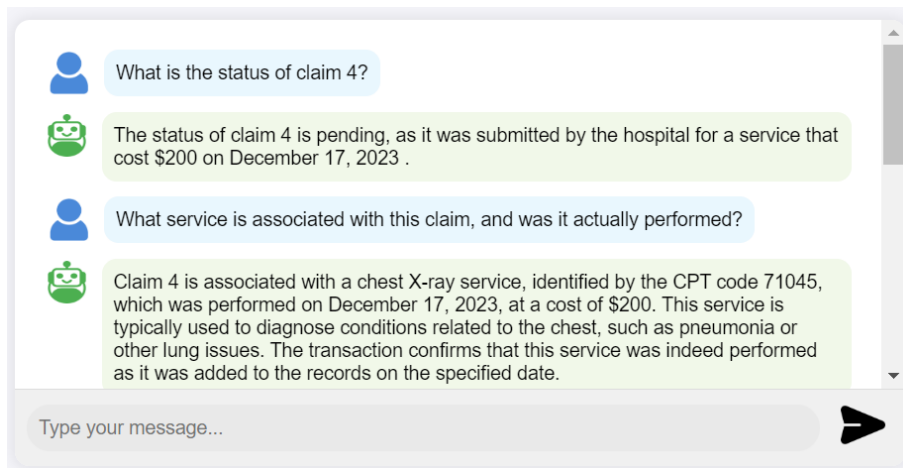 What is the status of claim 4?
The status of claim 4 is pending, as it was submitted by the hospital for a service that
cost $200 on December 17, 2023 .
What service is associated with this claim, and was it actually performed?
Claim 4 is associated with a chest X-ray service, identified by the CPT code 71045,
which was performed on December 17, 2023, at a cost of $200. This service is
typically used to diagnose conditions related to the chest, such as pneumonia or
other lung issues. The transaction confirms that this service was indeed performed
as it was added to the records on the specified date.
Type your message...